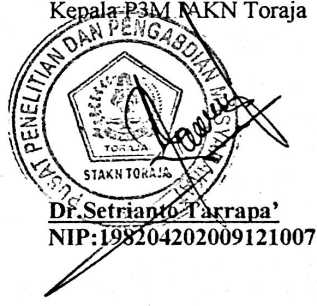 Kepala P3M IAKN Toraja
PUSAT PENELITIAN DAN PENGABDIAN
TORAJA
STAKN TORAJA
Dr.Setrianto Tarrapa’
NIP:198204202009121007